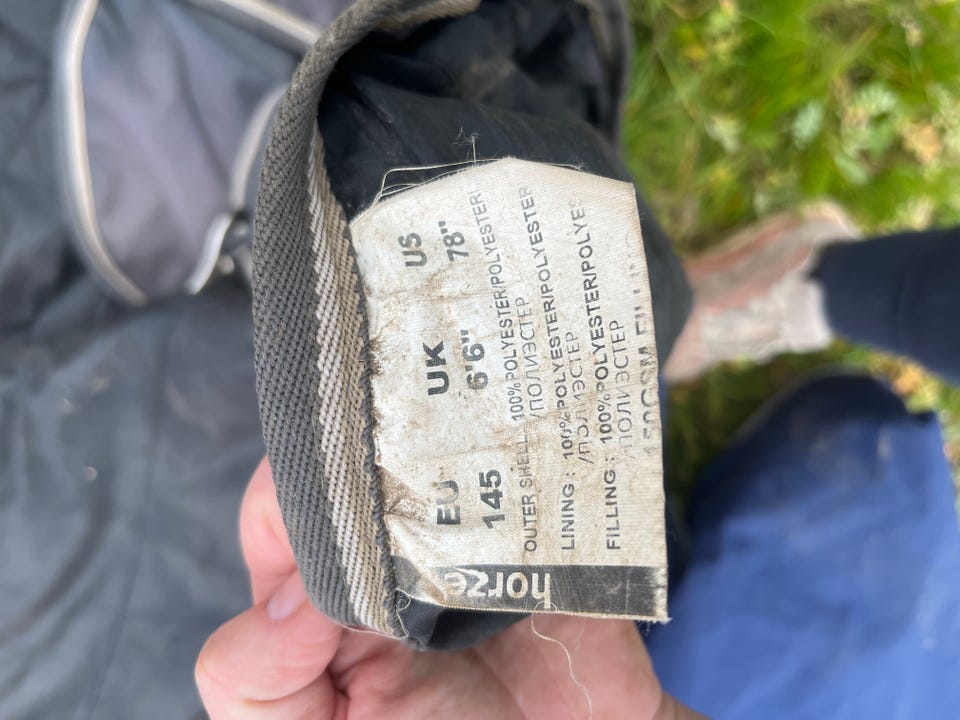 horze
EU UK US
145 6'6" 78"
OUTER SHELL: 100%POLYESTER/POLYESTER
/ПОЛИЭСТЕР
LINING : 100%POLYESTER/POLYESTER
/ПОЛИЭСТЕР
FILLING : 100%POLYESTER/POLYES
/ПОЛИЭСТЕР